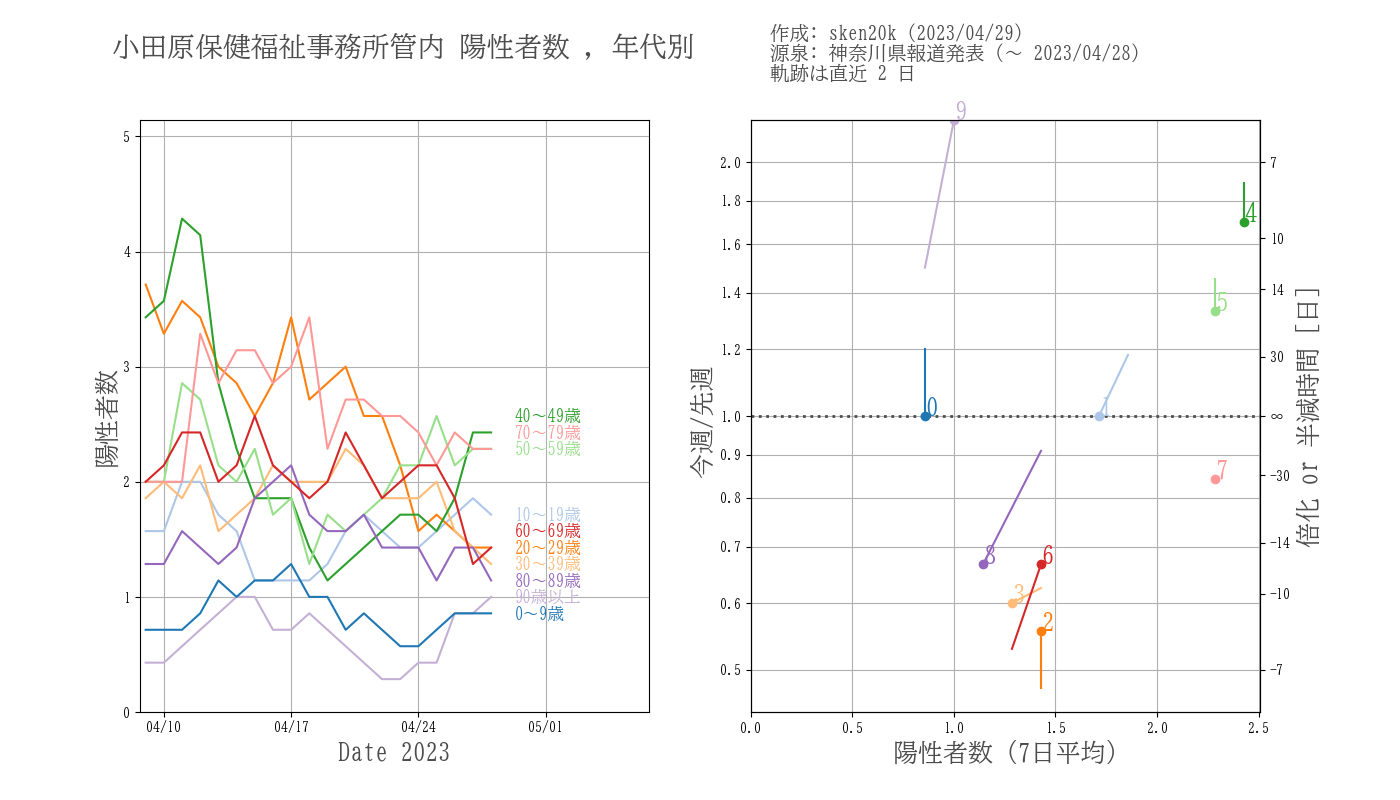 小田原保健福祉事務所管内 陽性者数 , 年代別
作成: sken20k (2023/04/29)
源泉: 神奈川県報道発表 (〜 2023/04/28)
軌跡は直近 2 日
陽性者数
5
4
3
2
1
0
40〜49歳
70〜79歳
50〜59歳
10〜19歳
60〜69歳
20〜29歳
30〜39歳
80〜89歳
90歳以上
0〜9歳
04/10
04/17
04/24
05/01
Date 2023
今週/先週
2.0
1.8
1.6
1.4
1.2
1.0
0.9
0.8
0.7
0.6
0.5
9
4
5
0
1
7
8
6
3
2
7
10
14
30
∞
-30
-14
-10
-7
倍化 or 半減時間 [日]
0.0
0.5
1.0
1.5
2.0
2.5
陽性者数 (7日平均)